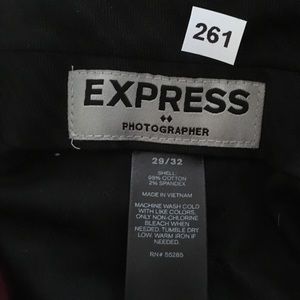 261
EXPRESS
PHOTOGRAPHER
29/32
SHELL:
98% COTTON
2% SPANDEX
MADE IN VIETNAM
MACHINE WASH COLD
WITH LIKE COLORS.
ONLY NON-CHLORINE
BLEACH WHEN
NEEDED. TUMBLE DRY
LOW. WARM IRON IF
NEEDED.
RN# 55285